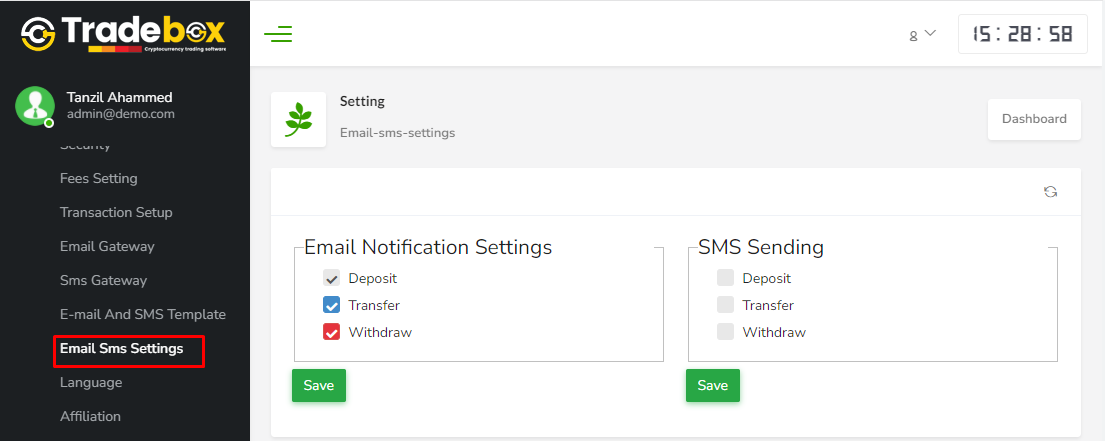 Tradebox
Cryptocurrency trading software
15:28:58
Tanzil Ahammed
admin@demo.com
Security
Fees Setting
Transaction Setup
Email Gateway
Sms Gateway
E-mail And SMS Template
Email Sms Settings
Language
Affiliation
Setting
Email-sms-settings
Dashboard
Email Notification Settings
Deposit
Transfer
Withdraw
Save
SMS Sending
Deposit
Transfer
Withdraw
Save